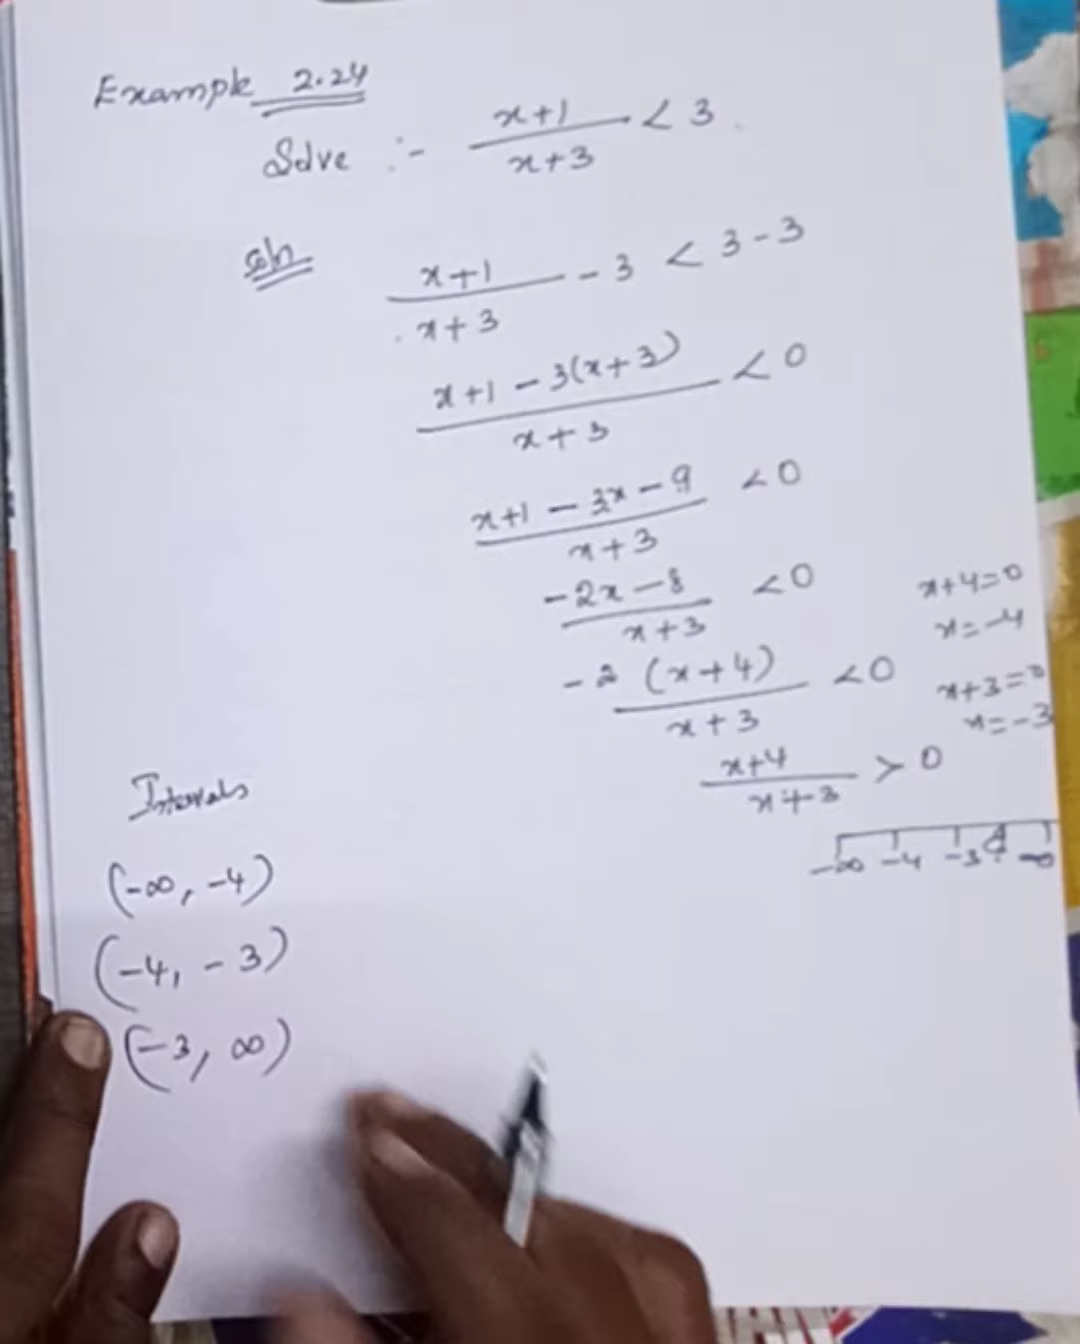 Example 2.24
Solve :- x+1/x+3 < 3
Soln x+1/x+3 - 3 < 3-3
x+1 - 3(x+3)/x+3 < 0
x+1 - 3x - 9/x+3 < 0
-2x-8/x+3 < 0
x+4=0
x=-4
-2 (x+4)/x+3 < 0
x+3=0
x=-3
x+4/x+3 > 0
-∞ -4 -3
Intervals
(-∞, -4)
(-4, -3)
(-3, ∞)